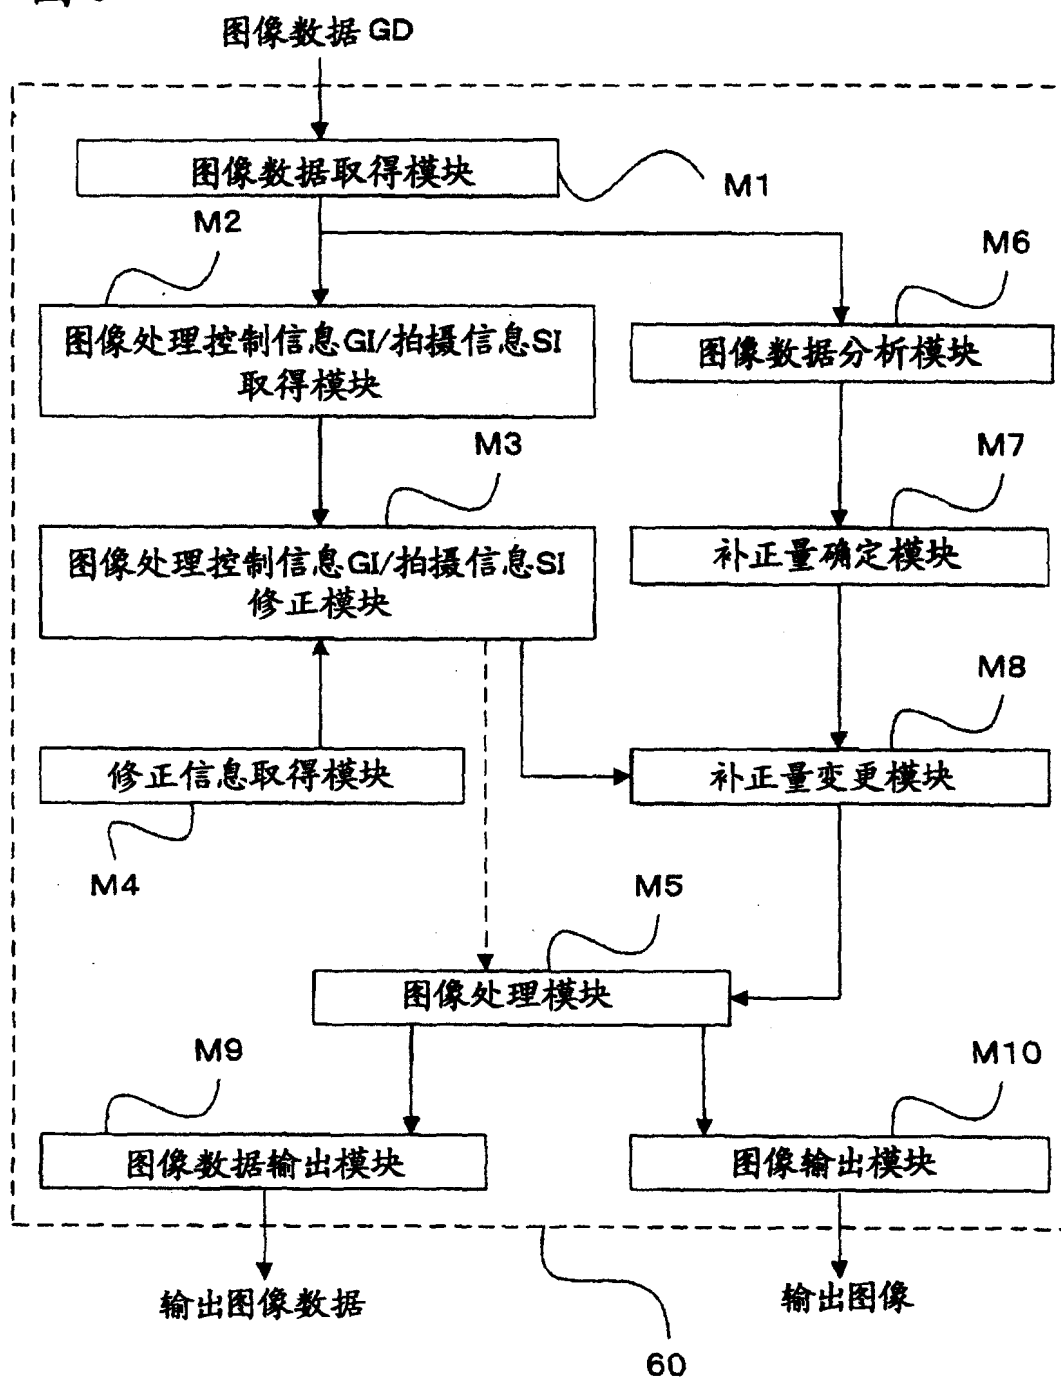 图像数据GD
图像数据取得模块
M1
M2
M6
图像处理控制信息GI/拍摄信息SI
取得模块
图像数据分析模块
M3
M7
图像处理控制信息GI/拍摄信息SI
修正模块
补正量确定模块
M8
修正信息取得模块
补正量变更模块
M4
M5
图像处理模块
M9
M10
图像数据输出模块
图像输出模块
输出图像数据
输出图像
60